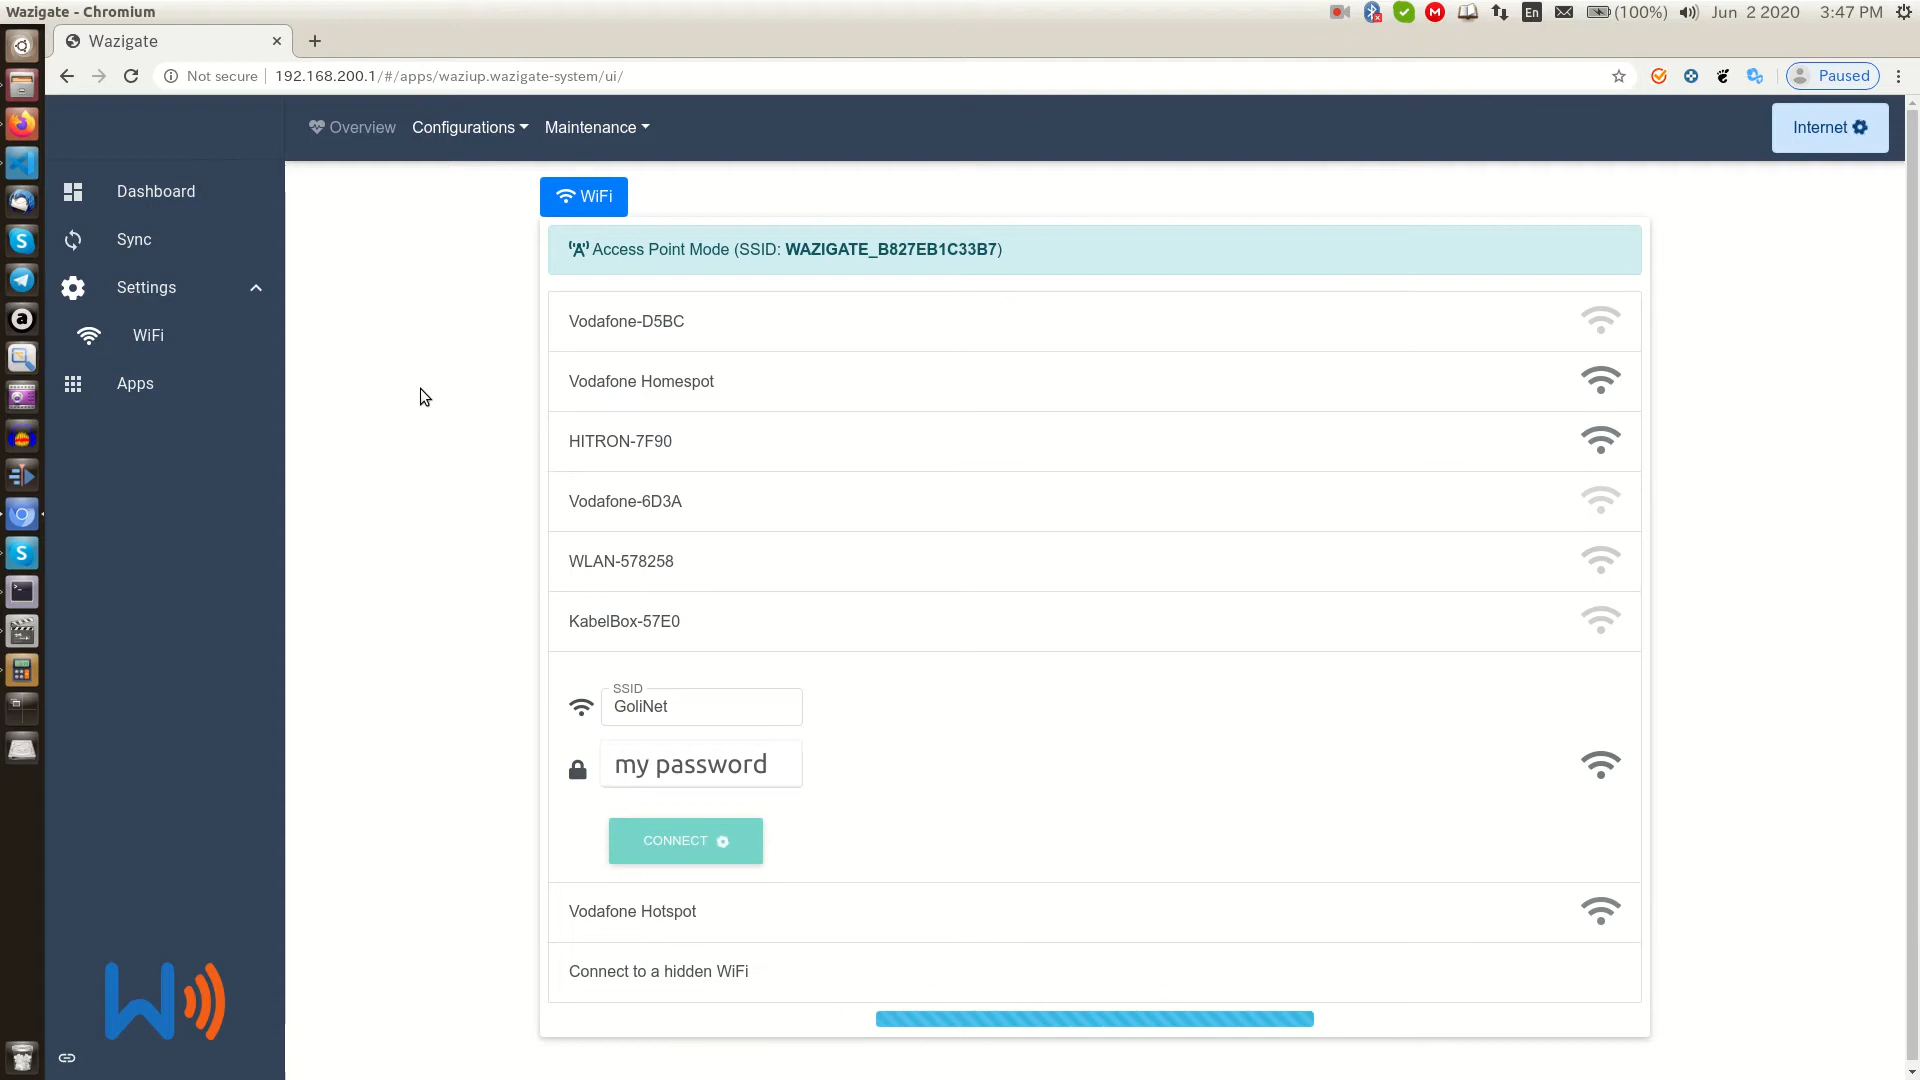 Wazigate - Chromium
En
(100%)
Jun 2 2020
3:47 PM
Wazigate
Not secure
192.168.200.1/#/apps/waziup.wazigate-system/ui/
Paused
Overview
Configurations
Maintenance
Internet
Dashboard
Sync
Settings
WiFi
Apps
WiFi
Access Point Mode (SSID: WAZIGATE_B827EB1C33B7)
Vodafone-D5BC
Vodafone Homespot
HITRON-7F90
Vodafone-6D3A
WLAN-578258
KabelBox-57E0
SSID
GoliNet
my password
CONNECT
Vodafone Hotspot
Connect to a hidden WiFi